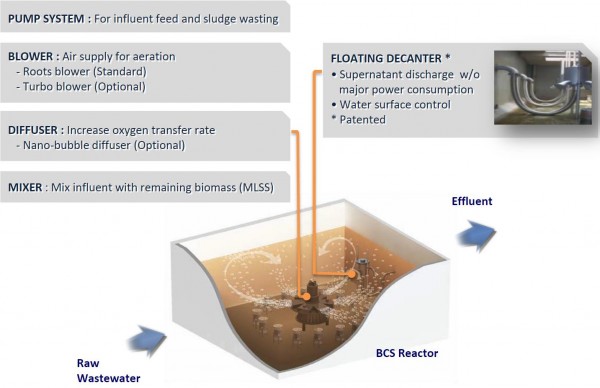 PUMP SYSTEM : For influent feed and sludge wasting
BLOWER : Air supply for aeration
- Roots blower (Standard)
- Turbo blower (Optional)
DIFFUSER : Increase oxygen transfer rate
- Nano-bubble diffuser (Optional)
MIXER : Mix influent with remaining biomass (MLSS)
FLOATING DECANTER *
• Supernatant discharge w/o
major power consumption
• Water surface control
* Patented
Effluent
BCS Reactor
Raw
Wastewater